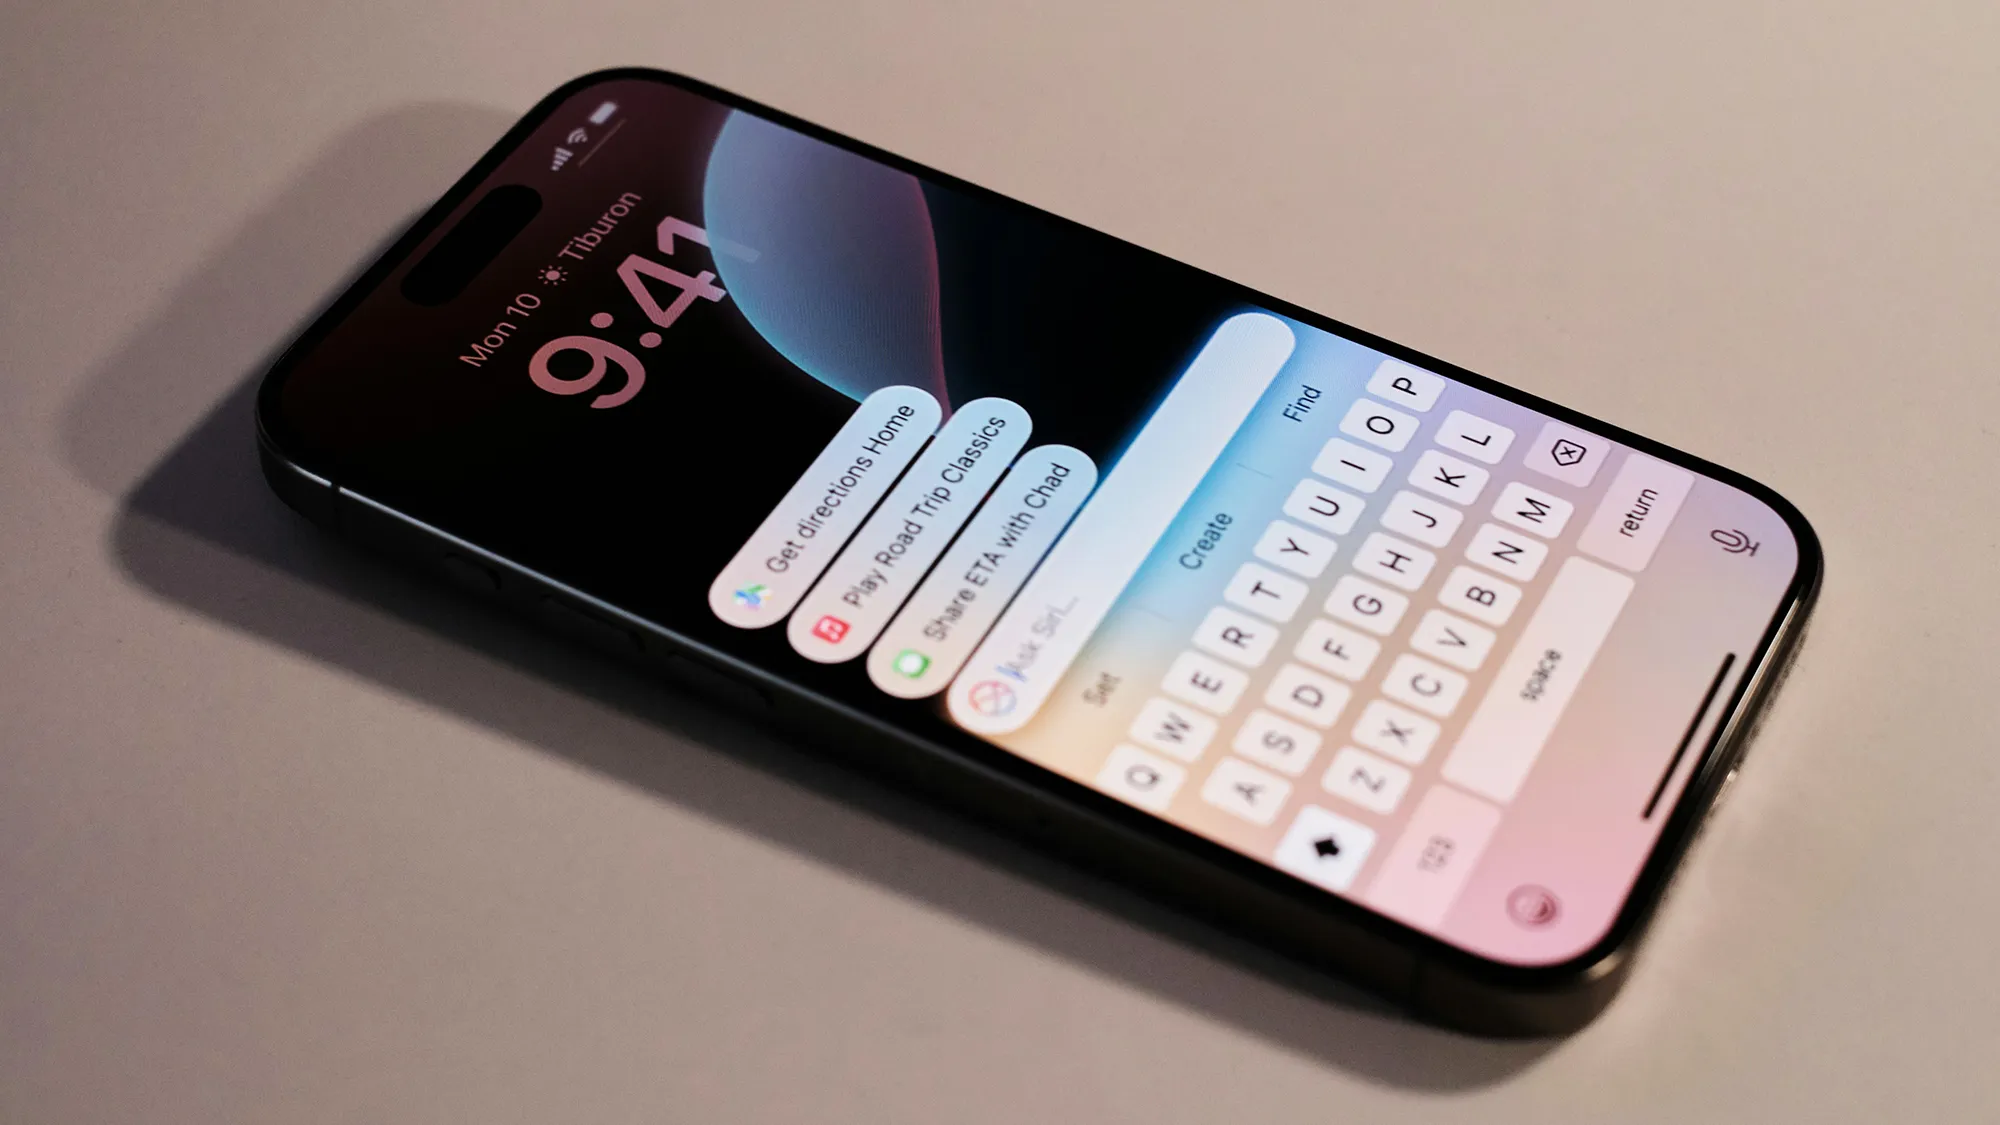 Mon 10 Tiburon
9:41
Get directions Home
Play Road Trip Classics
Share ETA with Chad
Ask Siri...
Set Create Find
Q W E R T Y U I O P
A S D F G H J K L
Z X C V B N M
space return